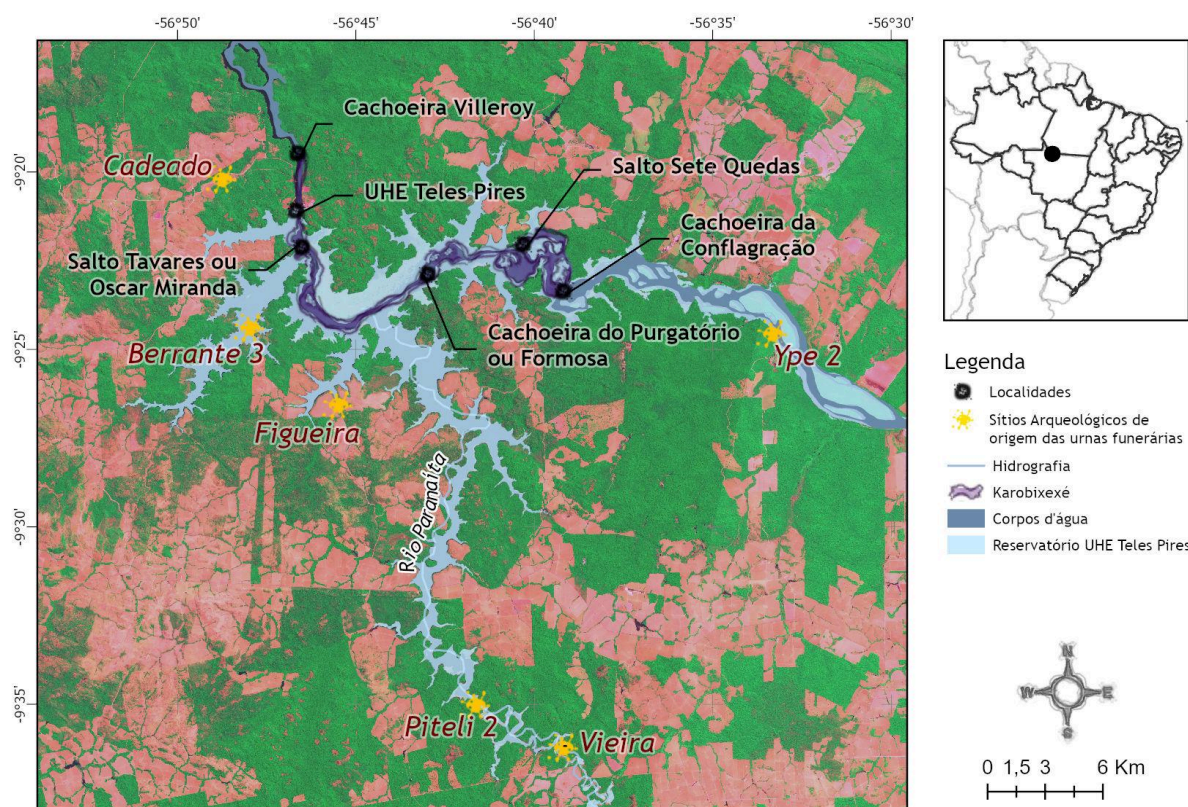 -56°50'
-56°45'
-56°40'
-56°35'
-56°30'
-9°20'
-9°25'
-9°30'
-9°35'
Cachoeira Villeroy
Cadeado
Salto Sete Quedas
UHE Teles Pires
Cachoeira da
Conflagração
Salto Tavares ou
Oscar Miranda
Cachoeira do Purgatório
ou Formosa
Berrante 3
Ype 2
Figueira
Rio Paranaíta
Piteli 2
Vieira
Legenda
Localidades
Sítios Arqueológicos de
origem das urnas funerárias
Hidrografia
Karobixexé
Corpos d'água
Reservatório UHE Teles Pires
N
W
E
S
0 1,5 3 6 Km